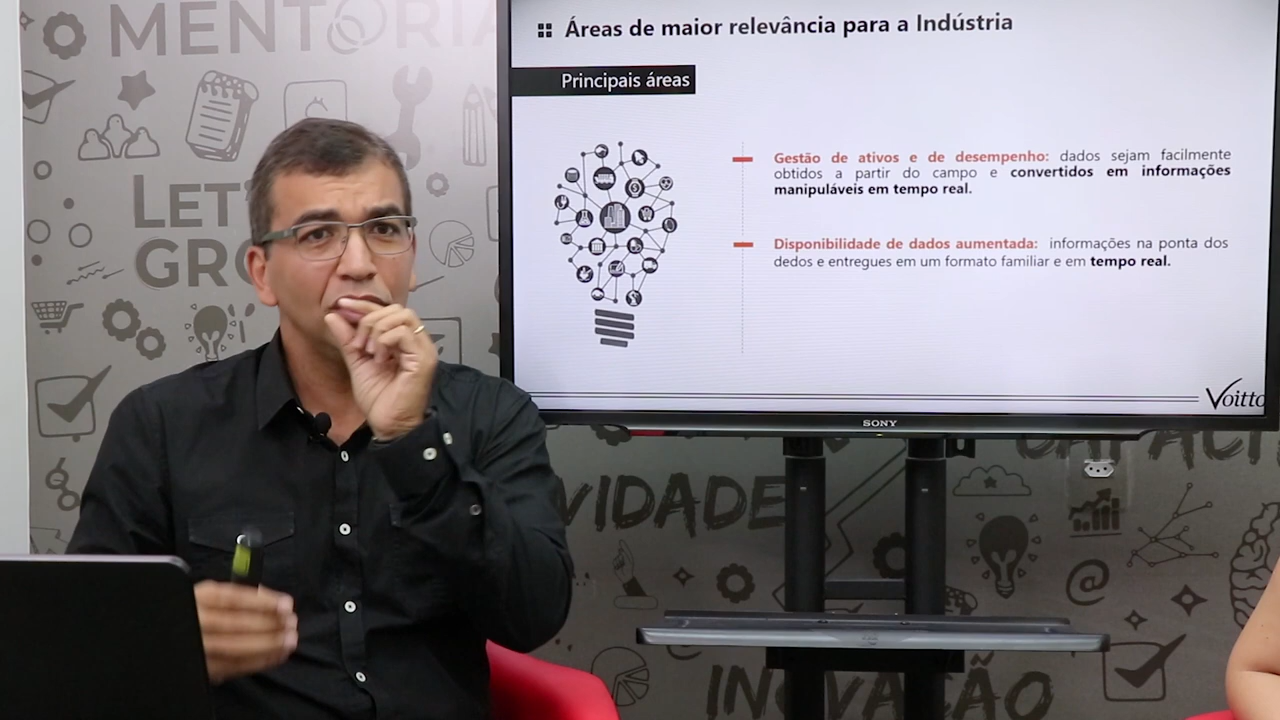 MENTORIA
LET'
GRO
Áreas de maior relevância para a Indústria
Principais áreas
Gestão de ativos e de desempenho: dados sejam facilmente
obtidos a partir do campo e convertidos em informações
manipuláveis em tempo real.
Disponibilidade de dados aumentada: informações na ponta dos
dedos e entregues em um formato familiar e em tempo real.
Voitto
SONY
VIDADE
CAPACI
INOVAÇÃO